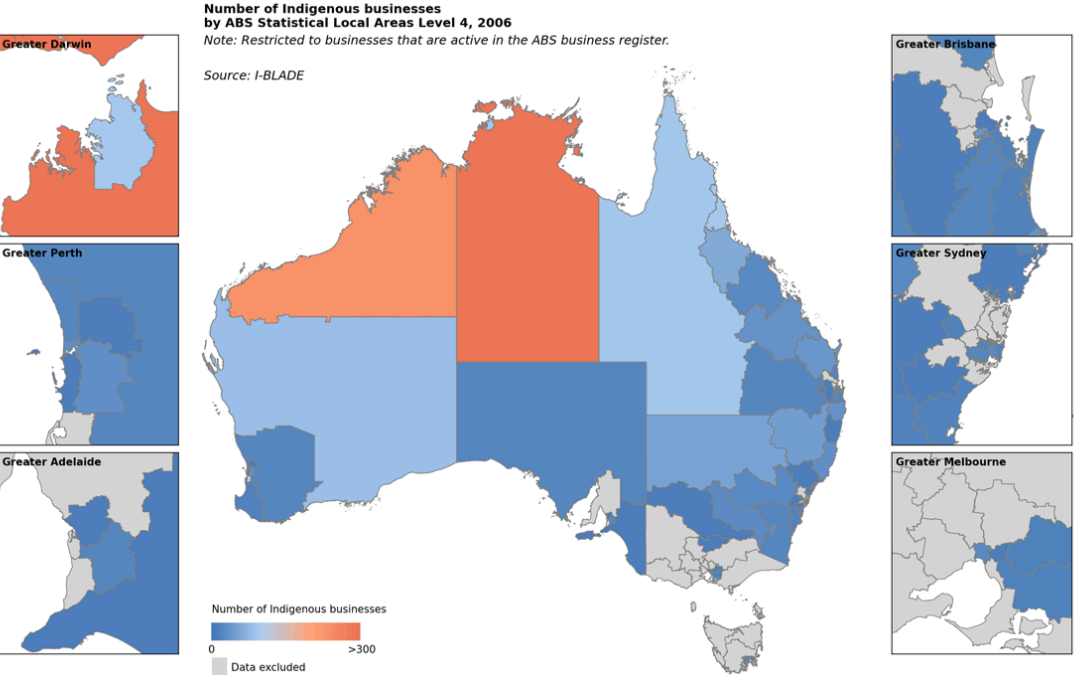 Number of Indigenous businesses
by ABS Statistical Local Areas Level 4, 2006
Note: Restricted to businesses that are active in the ABS business register.
Source: I-BLADE
Greater Darwin
Greater Perth
Greater Adelaide
Greater Brisbane
Greater Sydney
Greater Melbourne
Number of Indigenous businesses
0 >300
Data excluded